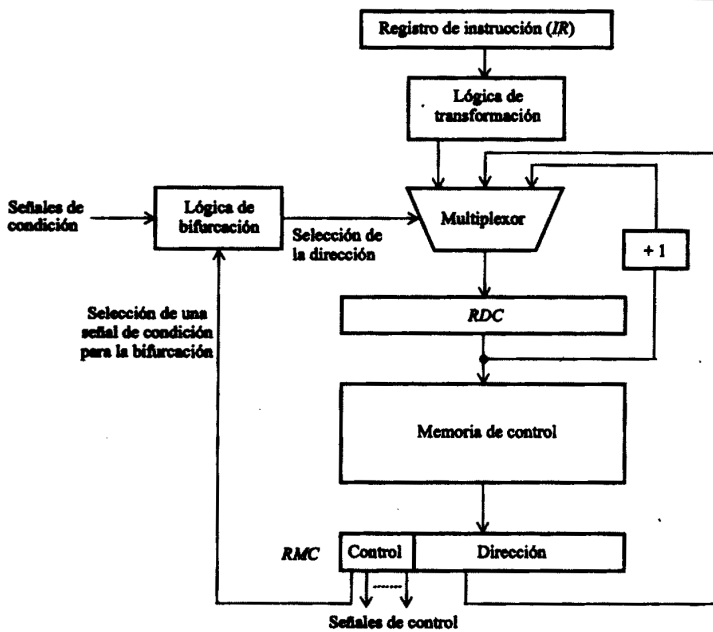 Registro de instrucción (IR)
Lógica de
transformación
Señales de
condición
Lógica de
bifurcación
Selección de
la dirección
Multiplexor
+ 1
Selección de una
señal de condición
para la bifurcación
RDC
Memoria de control
RMC
Control
Dirección
Señales de control